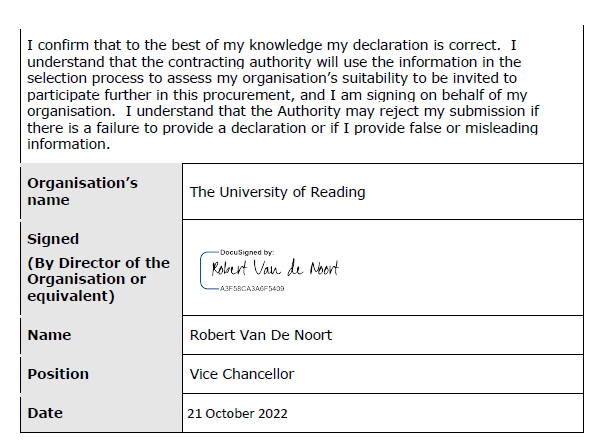 I confirm that to the best of my knowledge my declaration is correct.  I
understand that the contracting authority will use the information in the
selection process to assess my organisation's suitability to be invited to
participate further in this procurement, and I am signing on behalf of my
organisation.  I understand that the Authority may reject my submission if
there is a failure to provide a declaration or if I provide false or misleading
information.
Organisation's
name
The University of Reading
Signed
(By Director of the
Organisation or
equivalent)
DocuSigned by:
Robert Van de Noort
A3F58CA3A6F5409
Name
Robert Van De Noort
Position
Vice Chancellor
Date
21 October 2022